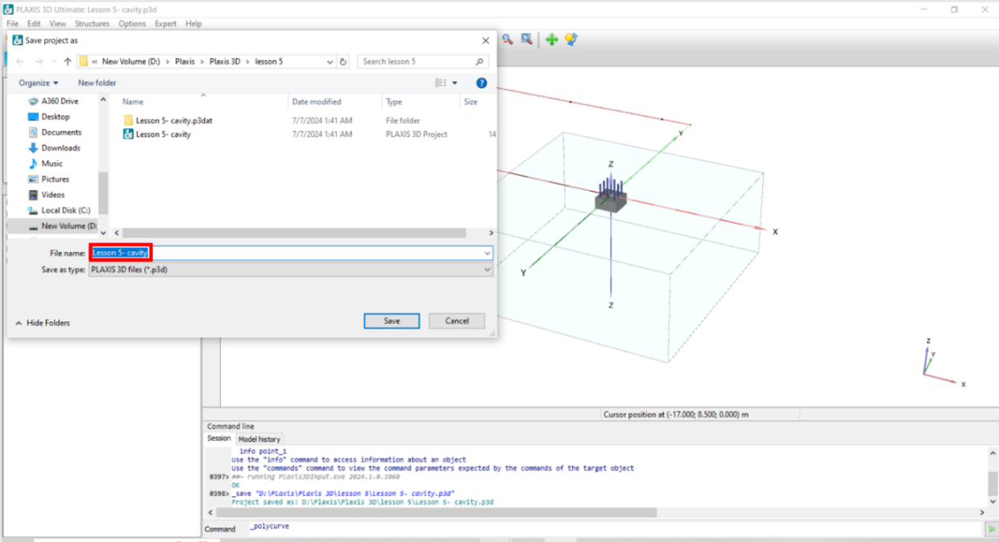 PLAXIS 3D Ultimate: Lesson 5- cavity.p3d
File Edit View Structures Options Expert Help
Save project as
« New Volume (D:) › Plaxis › Plaxis 3D › lesson 5
Search lesson 5
Organize New folder
Name Date modified Type Size
A360 Drive
Desktop
Documents
Downloads
Music
Pictures
Videos
Local Disk (C:)
New Volume (D:
Lesson 5- cavity.p3dat 7/7/2024 1:41 AM File folder
Lesson 5- cavity 7/7/2024 1:41 AM PLAXIS 3D Project 14
File name: Lesson 5- cavity
Save as type: PLAXIS 3D files (*.p3d)
Hide Folders
Save Cancel
Y
Z
X
Y
Z
Z
Y
X
Cursor position at (-17.000; 8.500; 0.000) m
Command line
Session Model history
info point_1
Use the "info" command to access information about an object
Use the "commands" command to view the command parameters expected by the commands of the target object
0397> ##- running Plaxis3DInput.exe 2024.1.0.1060
OK
0398> _save "D:\Plaxis\Plaxis 3D\lesson 5\Lesson 5- cavity.p3d"
Project saved as: D:\Plaxis\Plaxis 3D\lesson 5\Lesson 5- cavity.p3d
Command _polycurve